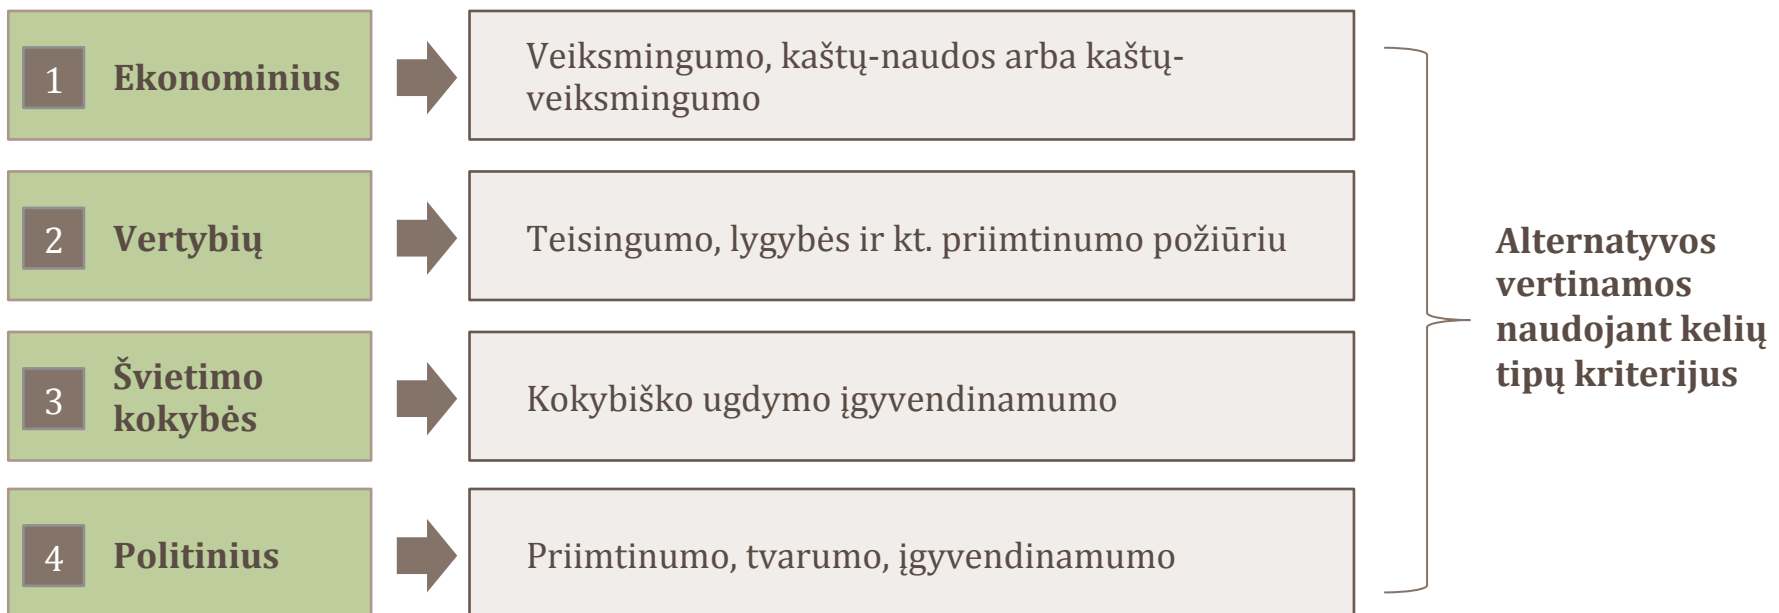 1
Ekonominius
Veiksmingumo, kaštų-naudos arba kaštų-
veiksmingumo
2
Vertybių
Teisingumo, lygybės ir kt. priimtinumo požiūriu
3
Švietimo
kokybės
Kokybiško ugdymo įgyvendinamumo
4
Politinius
Priimtinumo, tvarumo, įgyvendinamumo
Alternatyvos
vertinamos
naudojant kelių
tipų kriterijus